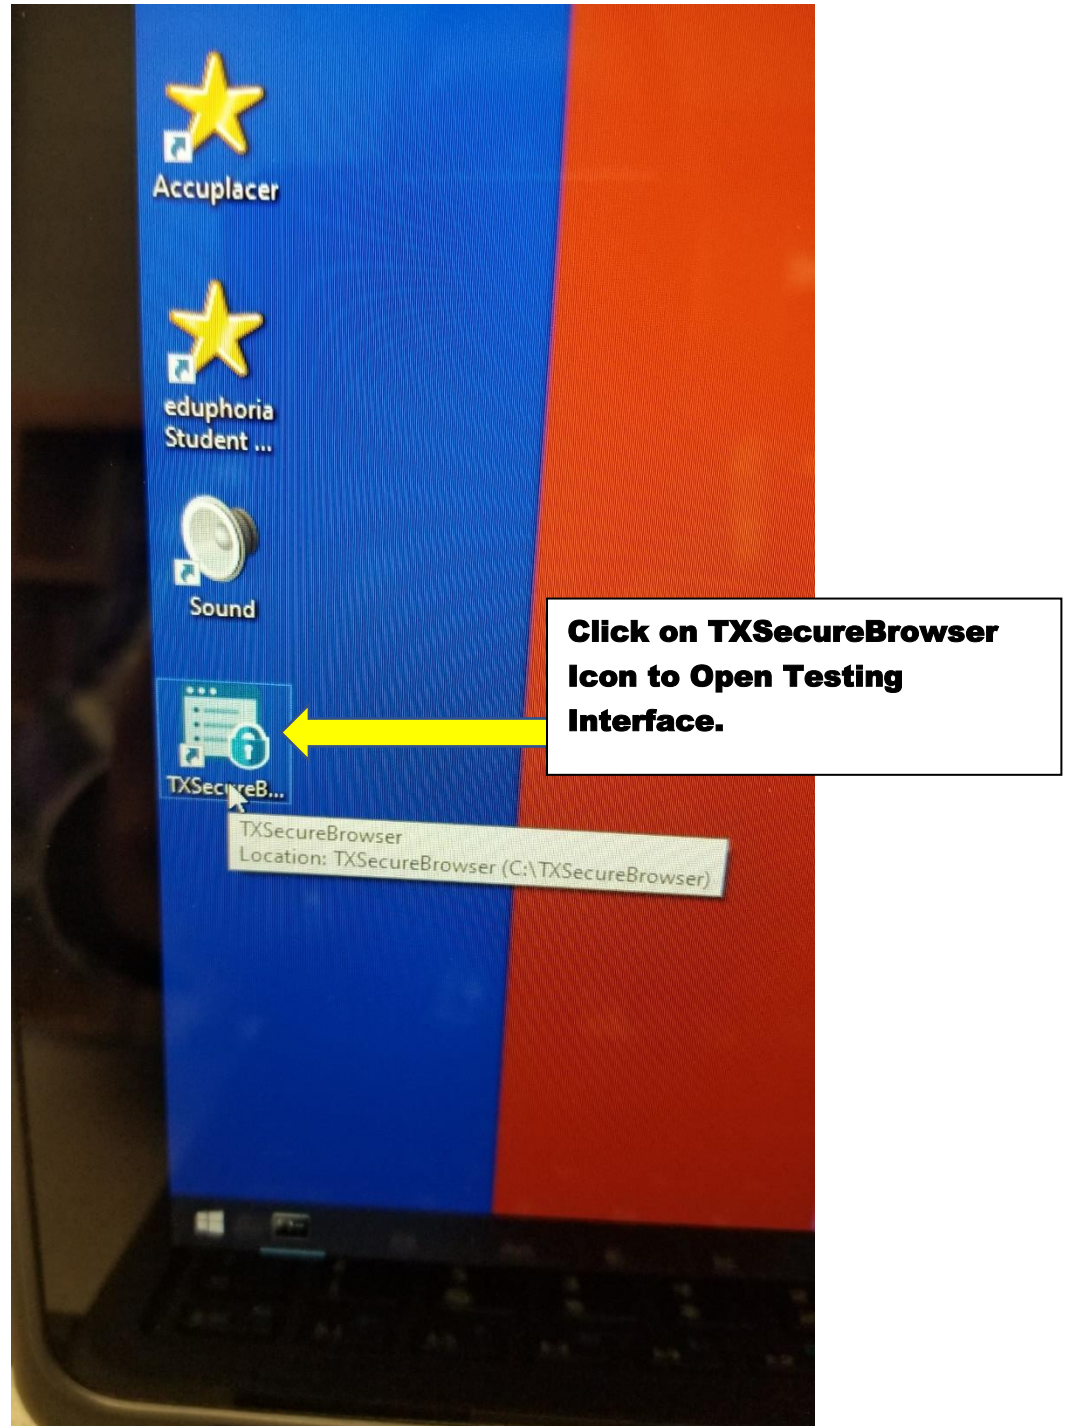 Accuplacer
eduphoria
Student ...
Sound
Click on TXSecureBrowser
Icon to Open Testing
Interface.
TXSecureB...
TXSecureBrowser
Location: TXSecureBrowser (C:\TXSecureBrowser)